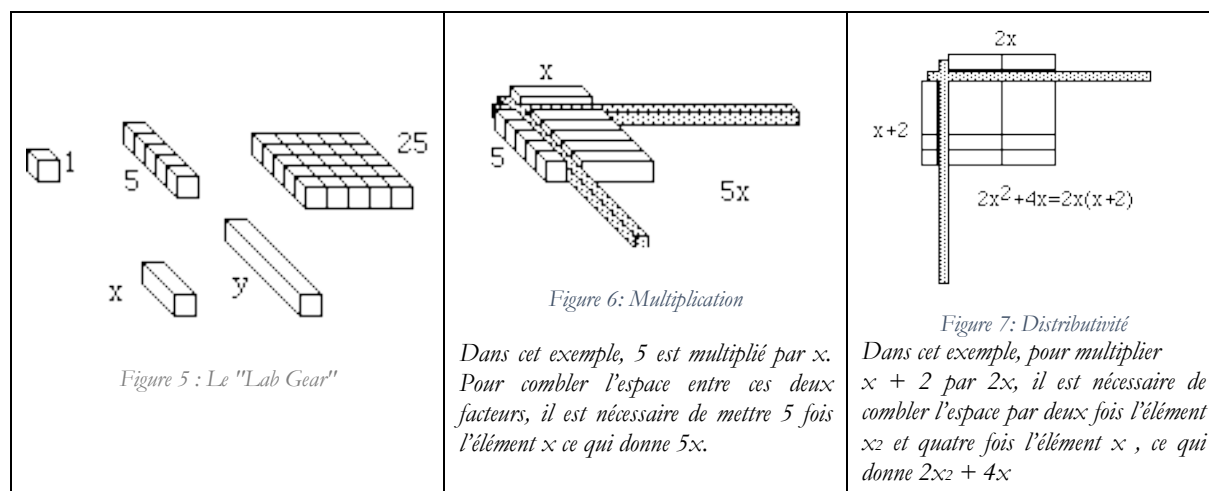 1
5
25
x
y
Figure 5 : Le "Lab Gear"
x
5
5x
Figure 6: Multiplication
Dans cet exemple, 5 est multiplié par x.
Pour combler l'espace entre ces deux
facteurs, il est nécessaire de mettre 5 fois
l'élément x ce qui donne 5x.
2x
x+2
2x²+4x=2x(x+2)
Figure 7: Distributivité
Dans cet exemple, pour multiplier
x + 2 par 2x, il est nécessaire de
combler l'espace par deux fois l'élément
x2 et quatre fois l'élément x , ce qui
donne 2x2 + 4x